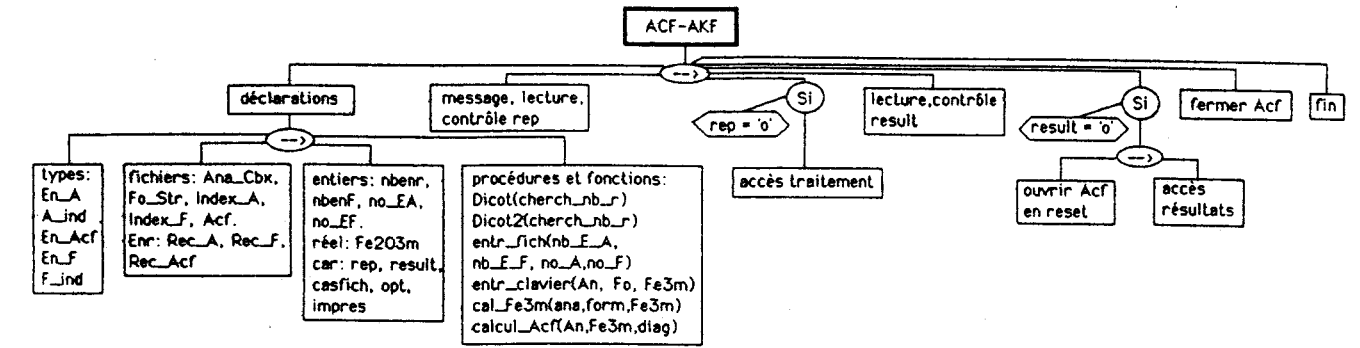 ACF-AKF
-->
déclarations
message, lecture,
contrôle rep
Si
rep = 'o'
accès traitement
lecture,contrôle
result
Si
result = 'o'
-->
ouvrir Acf
en reset
accès
résultats
fermer Acf
fin
-->
types:
En_A
A_ind
En_Acf
En_F
F_ind
fichiers: Ana_Cbx,
Fo_Str, Index_A,
Index_F, Acf.
Enr: Rec_A, Rec_F,
Rec_Acf
entiers: nbenr,
nbenF, no_EA,
no_EF.
réel: Fe2O3m
car: rep, result,
casfich, opt,
impres
procédures et fonctions:
Dicot(cherch_nb_r)
Dicot2(cherch_nb_r)
entr_fich(nb_E_A,
nb_E_F, no_A,no_F)
entr_clavier(An, Fo, Fe3m)
cal_Fe3m(ana,form,Fe3m)
calcul_Acf(An,Fe3m,diag)